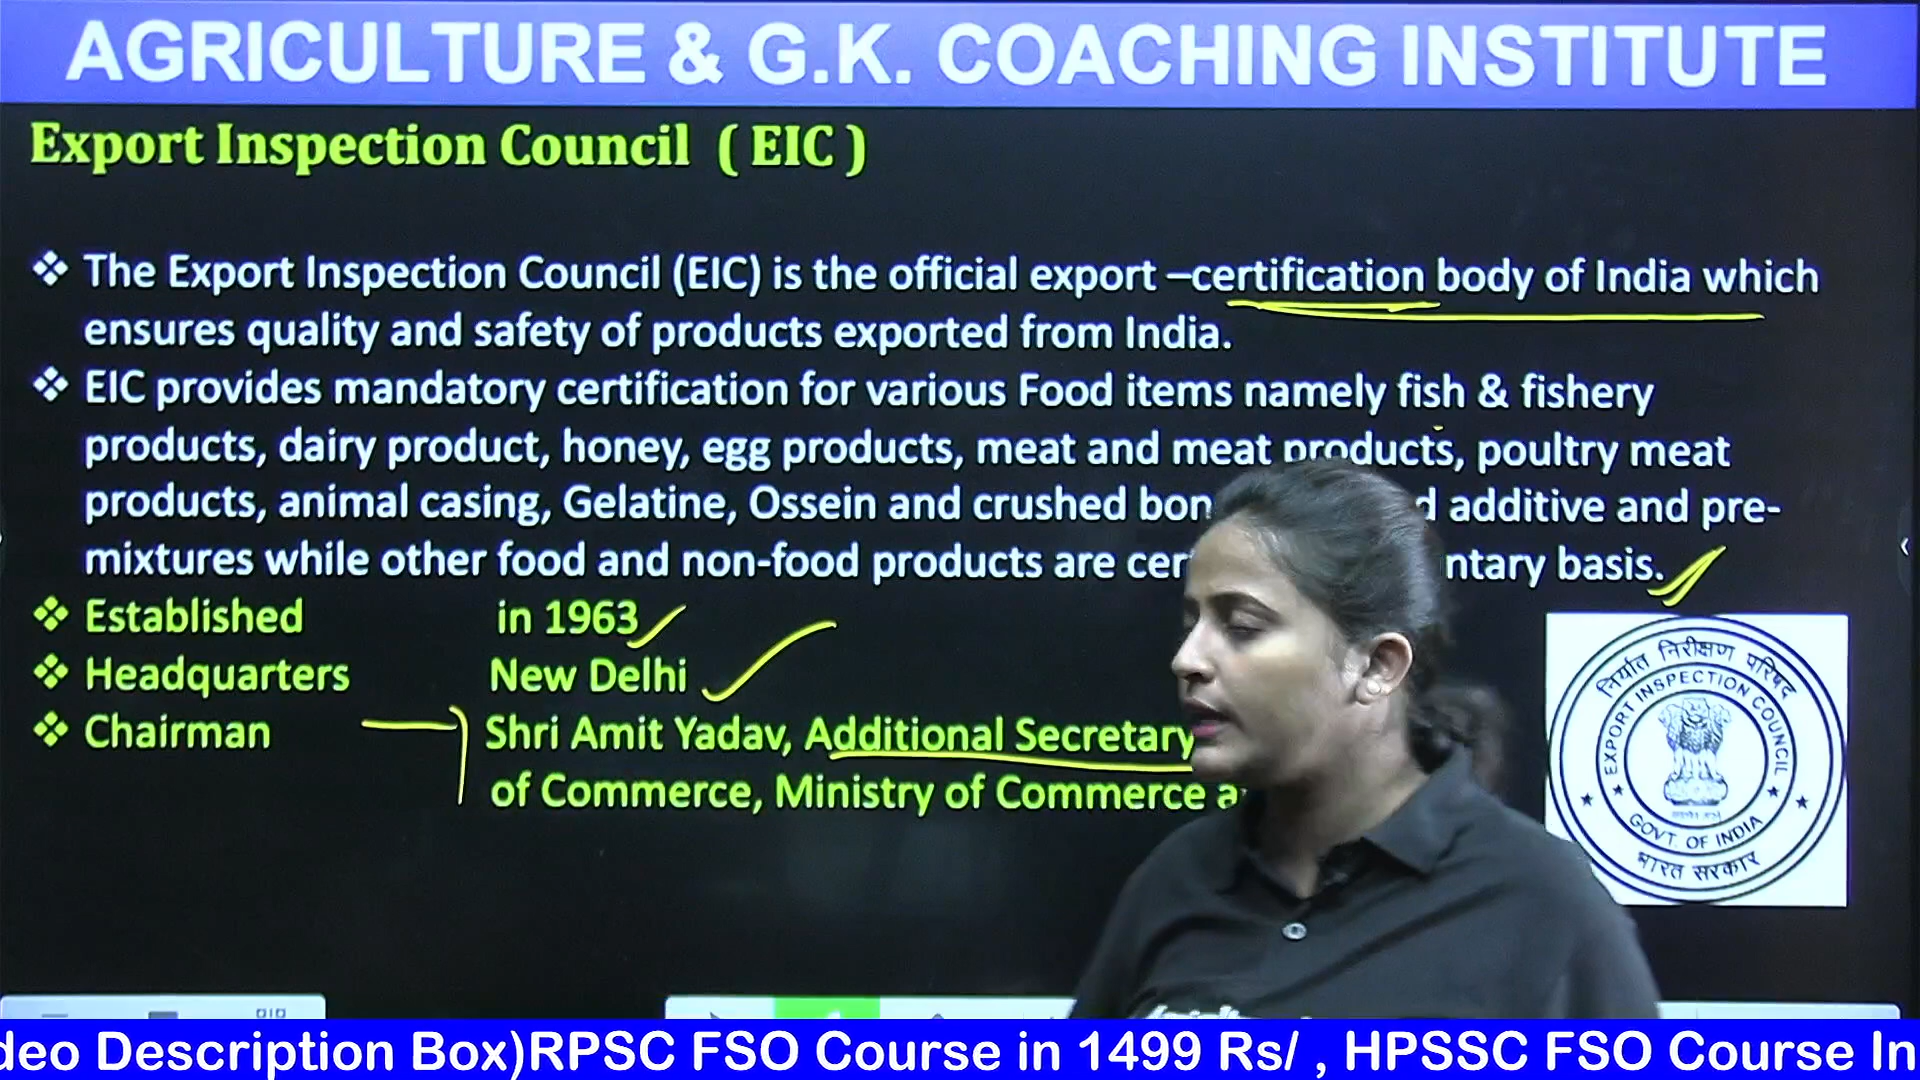 AGRICULTURE & G.K. COACHING INSTITUTE
Export Inspection Council ( EIC )
❖ The Export Inspection Council (EIC) is the official export –certification body of India which
ensures quality and safety of products exported from India.
❖ EIC provides mandatory certification for various Food items namely fish & fishery
products, dairy product, honey, egg products, meat and meat products, poultry meat
products, animal casing, Gelatine, Ossein and crushed bon d additive and pre-
mixtures while other food and non-food products are cer ntary basis.
❖ Established in 1963
❖ Headquarters New Delhi
❖ Chairman Shri Amit Yadav, Additional Secretary
of Commerce, Ministry of Commerce a
निर्यात निरीक्षण परिषद
EXPORT INSPECTION COUNCIL
GOVT. OF INDIA
भारत सरकार
deo Description Box)RPSC FSO Course in 1499 Rs/ , HPSSC FSO Course In